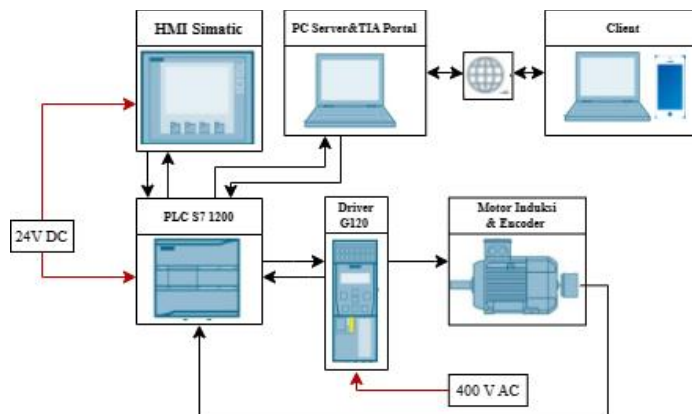 HMI Simatic
PC Server&TIA Portal
Client
24V DC
PLC S7 1200
Driver
G120
Motor Induksi
& Encoder
400 V AC